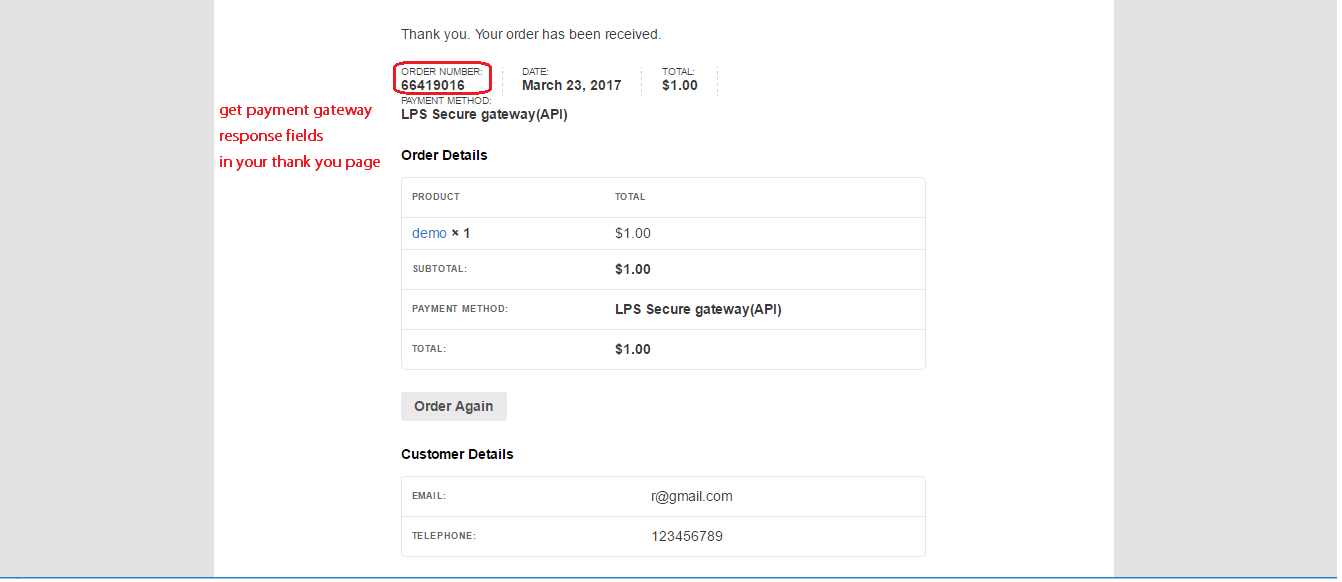 Thank you. Your order has been received.
ORDER NUMBER: DATE: TOTAL:
66419016 March 23, 2017 $1.00
PAYMENT METHOD:
LPS Secure gateway(API)
get payment gateway
response fields
in your thank you page
Order Details
PRODUCT TOTAL
demo × 1 $1.00
SUBTOTAL: $1.00
PAYMENT METHOD: LPS Secure gateway(API)
TOTAL: $1.00
Order Again
Customer Details
EMAIL: r@gmail.com
TELEPHONE: 123456789